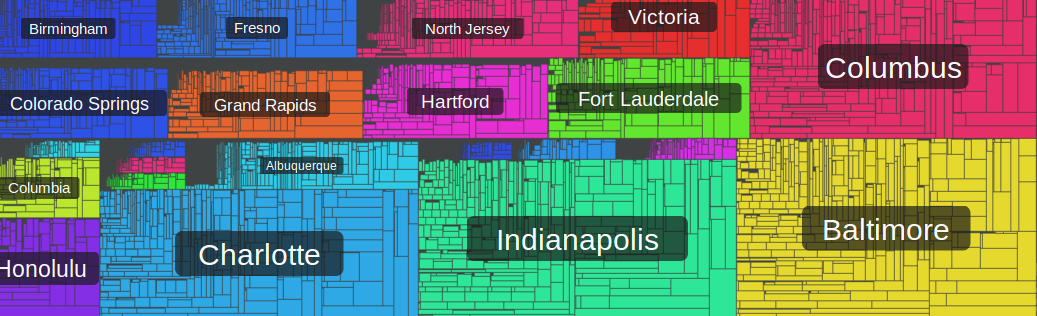 Birmingham
Fresno
North Jersey
Victoria
Columbus
Colorado Springs
Grand Rapids
Hartford
Fort Lauderdale
Albuquerque
Columbia
Charlotte
Indianapolis
Baltimore
Honolulu